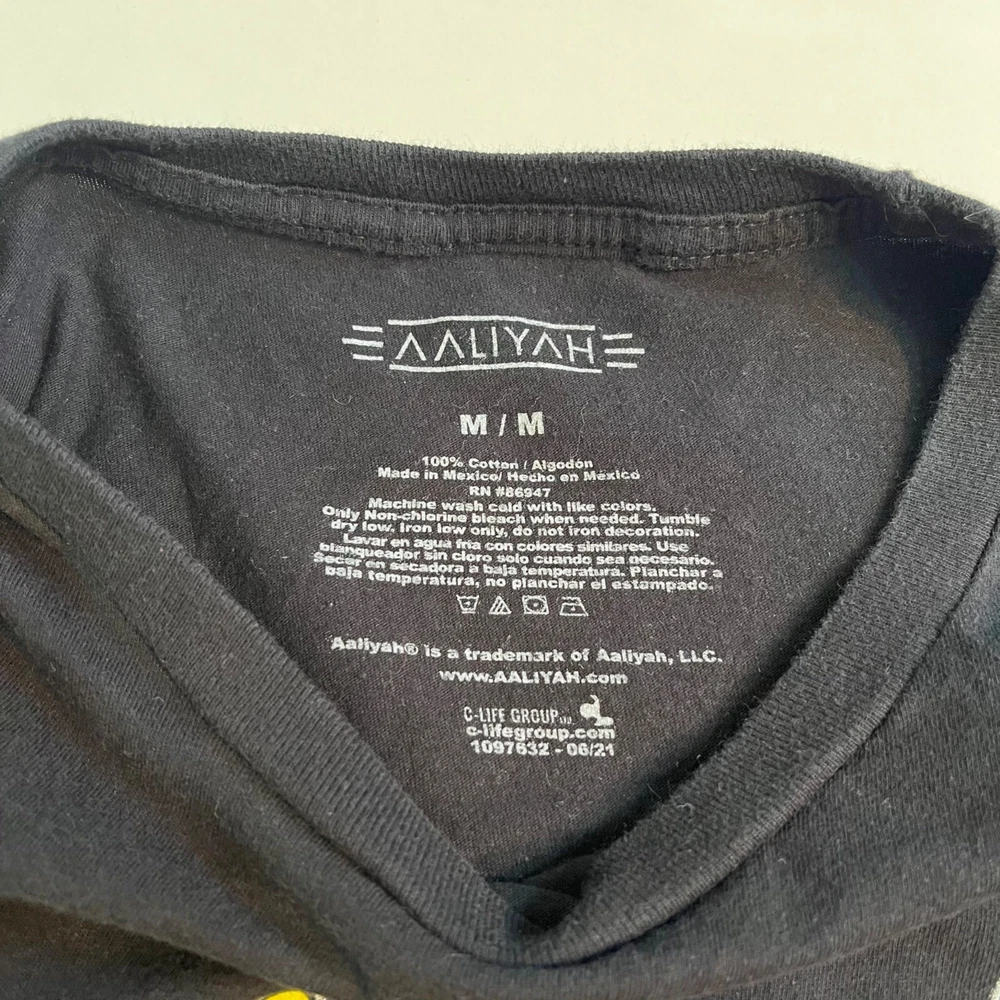 AALIYAH
M / M
100% Cotton / Algodón
Made in Mexico/ Hecho en México
RN #86947
Machine wash cold with like colors.
Only Non-chlorine bleach when needed. Tumble
dry low. Iron low only, do not iron decoration.
Lavar en agua fría con colores similares. Use
blanqueador sin cloro solo cuando sea necesario.
Secar en secadora a baja temperatura. Planchar a
baja temperatura, no planchar el estampado.
Aaliyah® is a trademark of Aaliyah, LLC.
www.AALIYAH.com
C-LIFE GROUP LTD
c-lifegroup.com
1097632 - 06/21